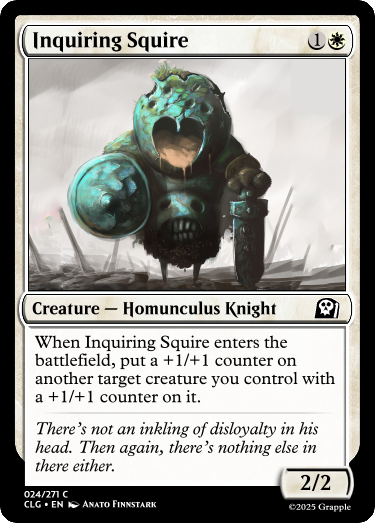 Inquiring Squire 1
Creature — Homunculus Knight
When Inquiring Squire enters the
battlefield, put a +1/+1 counter on
another target creature you control with
a +1/+1 counter on it.
There's not an inkling of disloyalty in his
head. Then again, there's nothing else in
there either.
2/2
024/271 C
CLG • EN Anato Finnstark
©2025 Grapple